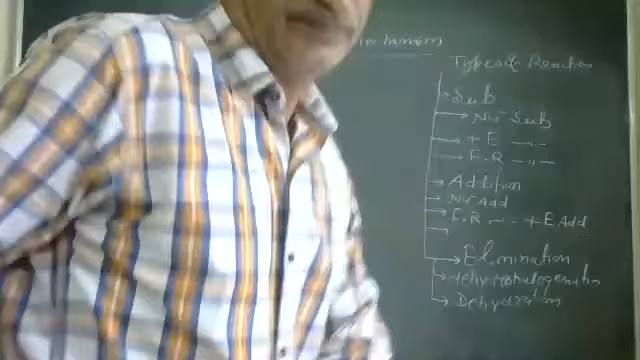 Types of Reaction
Sub
Nu⁻ Sub
+ E —〃—
F.R —〃—
Addition
Nu⁻ Add
F.R — + E Add
Elimination
Dehydrohalogenation
Dehydration